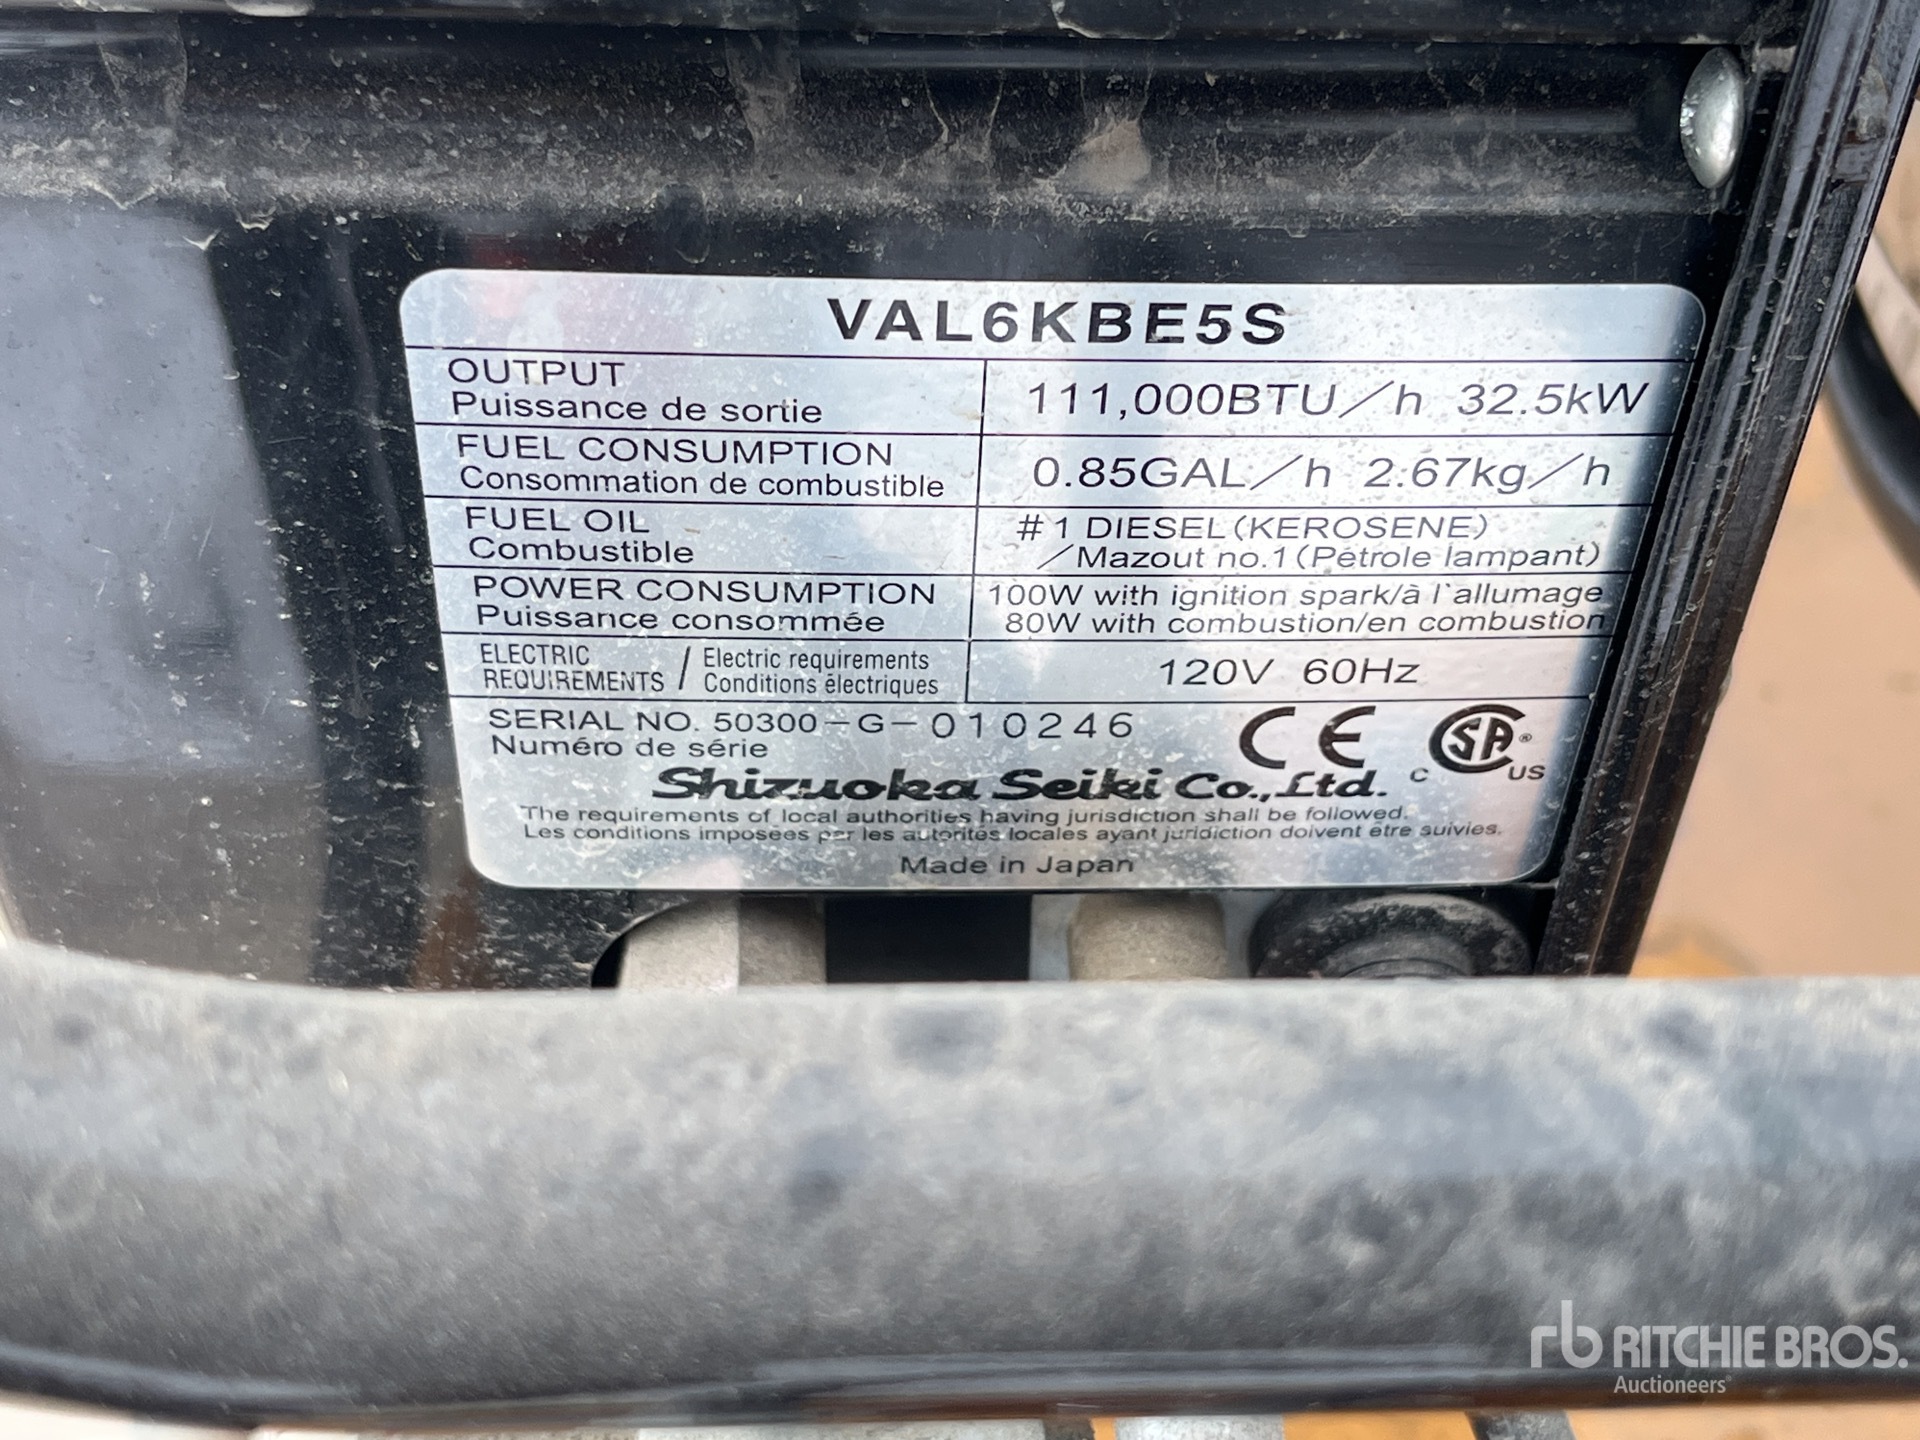 VAL6KBE5S
OUTPUT
Puissance de sortie
111,000BTU/h 32.5kW
FUEL CONSUMPTION
Consommation de combustible
0.85GAL/h 2.67kg/h
FUEL OIL
Combustible
#1 DIESEL(KEROSENE)
/Mazout no.1(Pétrole lampant)
POWER CONSUMPTION
Puissance consommée
100W with ignition spark/à l'allumage
80W with combustion/en combustion
ELECTRIC
REQUIREMENTS /
Electric requirements
Conditions électriques
120V 60Hz
SERIAL NO. 50300-G-010246
Numéro de série
CE
C SA® US
Shizuoka Seiki Co.,Ltd.
The requirements of local authorities having jurisdiction shall be followed.
Les conditions imposées par les autorités locales ayant juridiction doivent être suivies.
Made in Japan
rb RITCHIE BROS.
Auctioneers